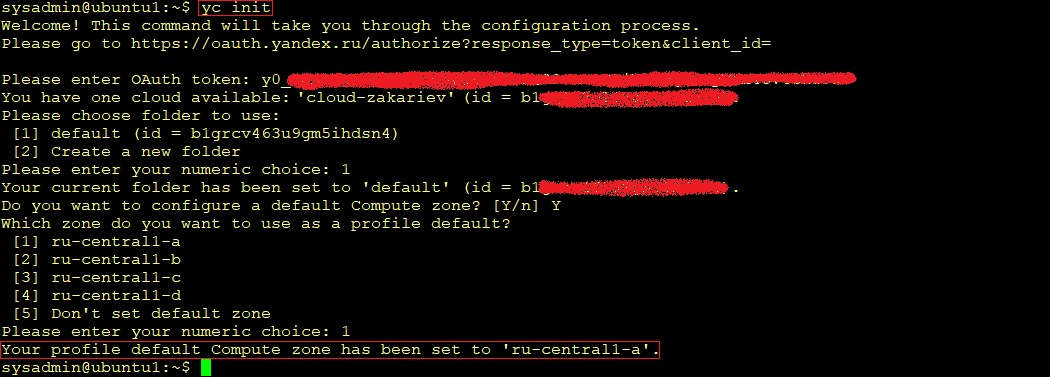 sysadmin@ubuntu1:~$ yc init
Welcome! This command will take you through the configuration process.
Please go to https://oauth.yandex.ru/authorize?response_type=token&client_id=
Please enter OAuth token: y0_
You have one cloud available: 'cloud-zakariev' (id = b1
Please choose folder to use:
[1] default (id = b1grcv463u9gm5ihdsn4)
[2] Create a new folder
Please enter your numeric choice: 1
Your current folder has been set to 'default' (id = b1 .
Do you want to configure a default Compute zone? [Y/n] Y
Which zone do you want to use as a profile default?
[1] ru-central1-a
[2] ru-central1-b
[3] ru-central1-c
[4] ru-central1-d
[5] Don't set default zone
Please enter your numeric choice: 1
Your profile default Compute zone has been set to 'ru-central1-a'.
sysadmin@ubuntu1:~$